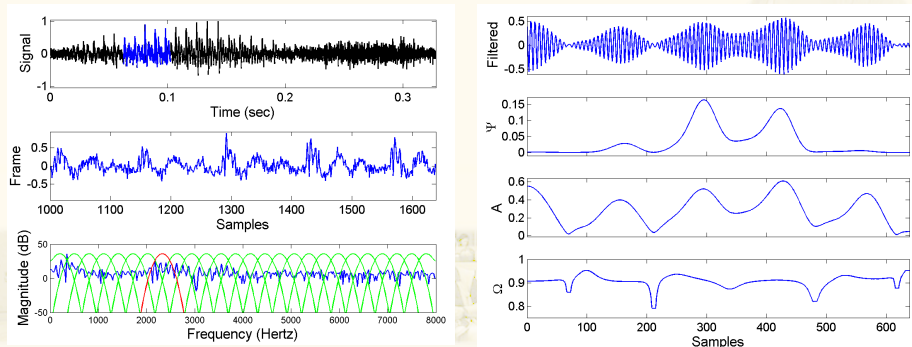 Signal
1
0
-1
0 0.1 0.2 0.3
Time (sec)
Frame
0.5
0
-0.5
1000 1100 1200 1300 1400 1500 1600
Samples
Magnitude (dB)
50
0
-50
0 1000 2000 3000 4000 5000 6000 7000 8000
Frequency (Hertz)
Filtered
0.5
0
-0.5
Ψ
0.15
0.1
0.05
0
A
0.6
0.4
0.2
0
Ω
1
0.9
0.8
0 100 200 300 400 500 600
Samples